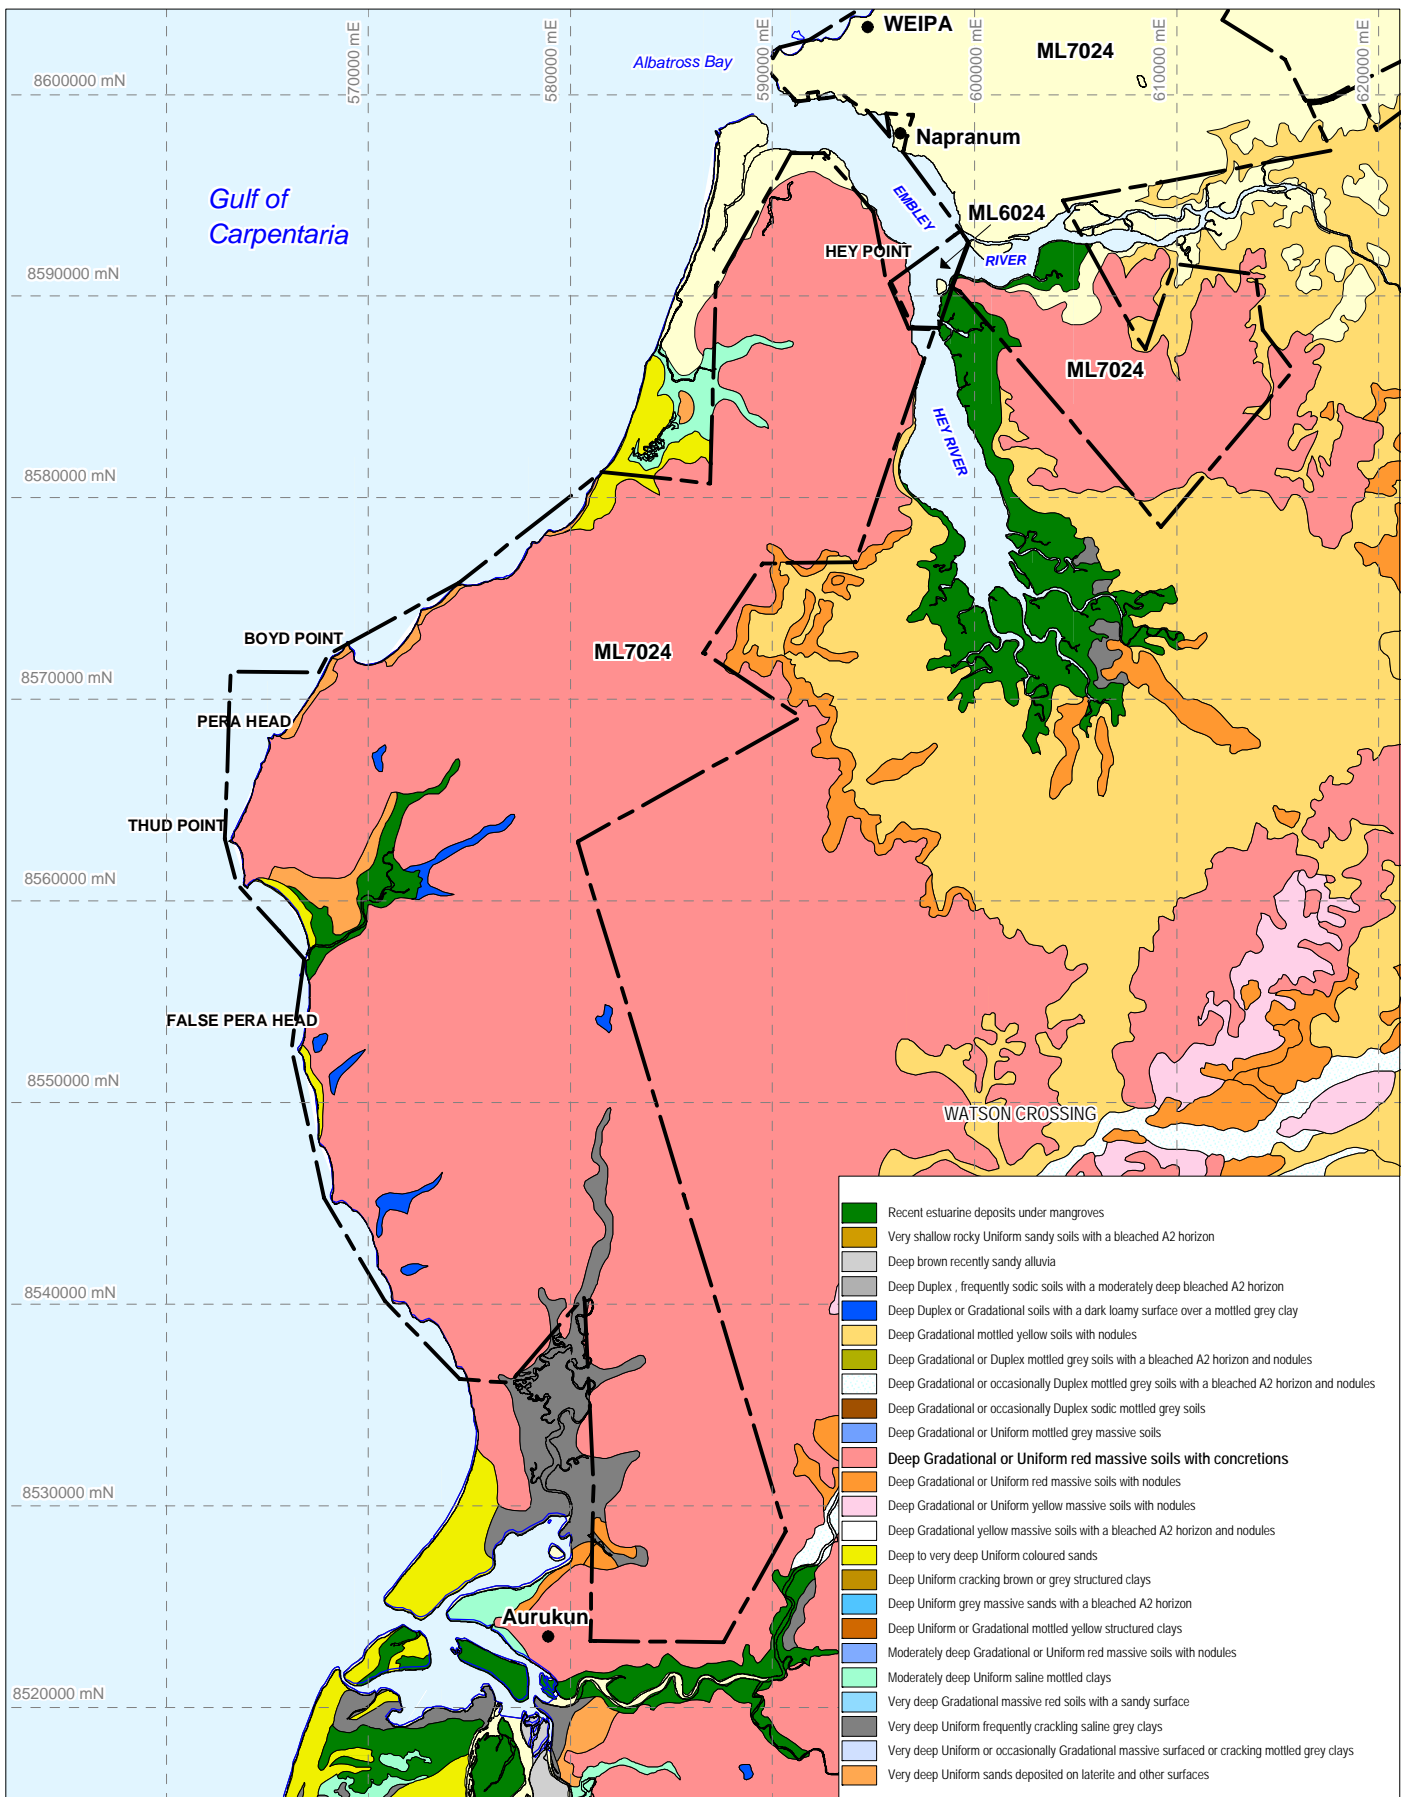 570000 mE
580000 mE
590000 mE
600000 mE
610000 mE
620000 mE
WEIPA
ML7024
Albatross Bay
8600000 mN
Napranum
Gulf of
Carpentaria
EMBLEY
ML6024
HEY POINT
RIVER
8590000 mN
ML7024
HEY RIVER
8580000 mN
BOYD POINT
ML7024
8570000 mN
PERA HEAD
THUD POINT
8560000 mN
FALSE PERA HEAD
8550000 mN
WATSON CROSSING
8540000 mN
8530000 mN
Aurukun
8520000 mN
Recent estuarine deposits under mangroves
Very shallow rocky Uniform sandy soils with a bleached A2 horizon
Deep brown recently sandy alluvia
Deep Duplex , frequently sodic soils with a moderately deep bleached A2 horizon
Deep Duplex or Gradational soils with a dark loamy surface over a mottled grey clay
Deep Gradational mottled yellow soils with nodules
Deep Gradational or Duplex mottled grey soils with a bleached A2 horizon and nodules
Deep Gradational or occasionally Duplex mottled grey soils with a bleached A2 horizon and nodules
Deep Gradational or occasionally Duplex sodic mottled grey soils
Deep Gradational or Uniform mottled grey massive soils
Deep Gradational or Uniform red massive soils with concretions
Deep Gradational or Uniform red massive soils with nodules
Deep Gradational or Uniform yellow massive soils with nodules
Deep Gradational yellow massive soils with a bleached A2 horizon and nodules
Deep to very deep Uniform coloured sands
Deep Uniform cracking brown or grey structured clays
Deep Uniform grey massive sands with a bleached A2 horizon
Deep Uniform or Gradational mottled yellow structured clays
Moderately deep Gradational or Uniform red massive soils with nodules
Moderately deep Uniform saline mottled clays
Very deep Gradational massive red soils with a sandy surface
Very deep Uniform frequently crackling saline grey clays
Very deep Uniform or occasionally Gradational massive surfaced or cracking mottled grey clays
Very deep Uniform sands deposited on laterite and other surfaces